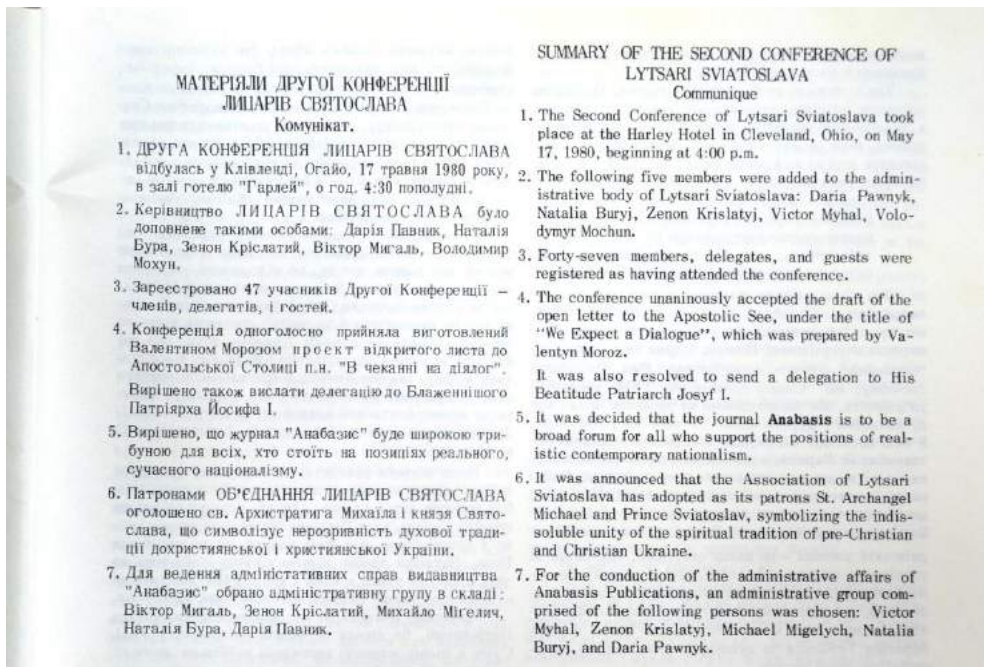 МАТЕРІЯЛИ ДРУГОЇ КОНФЕРЕНЦІЇ
ЛИЦАРІВ СВЯТОСЛАВА
Комунікат.
1. ДРУГА КОНФЕРЕНЦІЯ ЛИЦАРІВ СВЯТОСЛАВА
відбулась у Клівленді, Огайо, 17 травня 1980 року,
в залі готелю "Гарлей", о год. 4:30 пополудні.
2. Керівництво ЛИЦАРІВ СВЯТОСЛАВА було
доповнене такими особами: Дарія Павник, Наталія
Бура, Зенон Кріслатий, Віктор Мигаль, Володимир
Мохун.
3. Зареєстровано 47 учасників Другої Конференції –
членів, делегатів, і гостей.
4. Конференція одноголосно прийняла виготовлений
Валентином Морозом проєкт відкритого листа до
Апостольської Столиці п.н. "В чеканні на діялог".
Вирішено також вислати делегацію до Блаженнішого
Патріярха Йосифа І.
5. Вирішено, що журнал "Анабазис" буде широкою три-
буною для всіх, хто стоїть на позиціях реального,
сучасного націоналізму.
6. Патронами ОБ'ЄДНАННЯ ЛИЦАРІВ СВЯТОСЛАВА
оголошено св. Архистратига Михаїла і князя Свято-
слава, що символізує нерозривність духової тради-
ції дохристиянської і християнської України.
7. Для ведення адміністативних справ видавництва
"Анабазис" обрано адміністративну групу в складі:
Віктор Мигаль, Зенон Кріслатий, Михайло Мігелич,
Наталія Бура, Дарія Павник.
SUMMARY OF THE SECOND CONFERENCE OF
LYTSARI SVIATOSLAVA
Communique
1. The Second Conference of Lytsari Sviatoslava took
place at the Harley Hotel in Cleveland, Ohio, on May
17, 1980, beginning at 4:00 p.m.
2. The following five members were added to the admin-
istrative body of Lytsari Sviatoslava: Daria Pawnyk,
Natalia Buryj, Zenon Krislatyj, Victor Myhal, Volo-
dymyr Mochun.
3. Forty-seven members, delegates, and guests were
registered as having attended the conference.
4. The conference unaninously accepted the draft of the
open letter to the Apostolic See, under the title of
"We Expect a Dialogue", which was prepared by Va-
lentyn Moroz.
It was also resolved to send a delegation to His
Beatitude Patriarch Josyf I.
5. It was decided that the journal Anabasis is to be a
broad forum for all who support the positions of real-
istic contemporary nationalism.
6. It was announced that the Association of Lytsari
Sviatoslava has adopted as its patrons St. Archangel
Michael and Prince Sviatoslav, symbolizing the indis-
soluble unity of the spiritual tradition of pre-Christian
and Christian Ukraine.
7. For the conduction of the administrative affairs of
Anabasis Publications, an administrative group com-
prised of the following persons was chosen: Victor
Myhal, Zenon Krislatyj, Michael Migelych, Natalia
Buryj, and Daria Pawnyk.